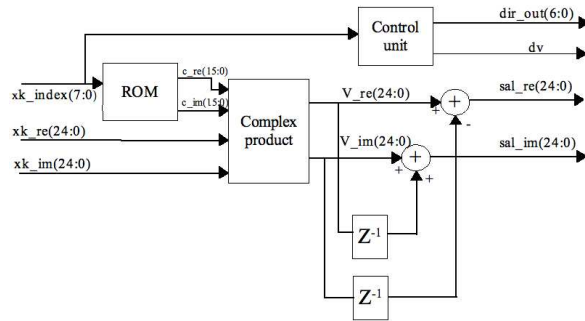 dir_out(6:0)
Control
unit
dv
c_re(15:0)
xk_index(7:0)
ROM
c_im(15:0)
Complex
product
V_re(24:0)
+
+
-
sal_re(24:0)
xk_re(24:0)
V_im(24:0)
+
+
+
sal_im(24:0)
xk_im(24:0)
Z-1
Z-1